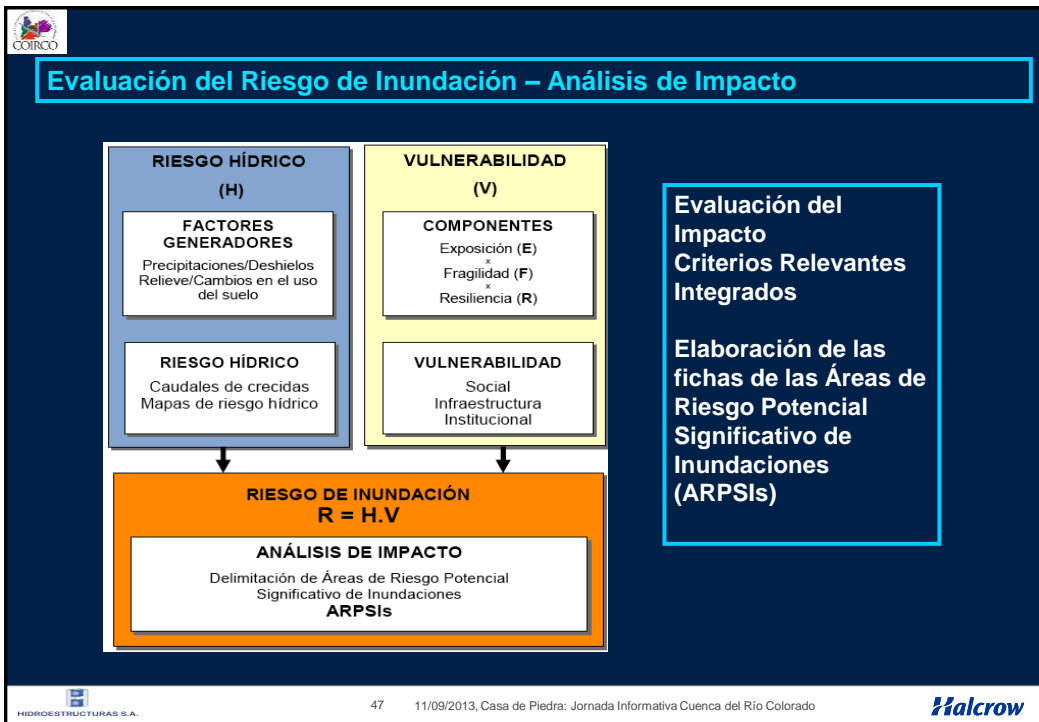 COIRCO
Evaluación del Riesgo de Inundación – Análisis de Impacto
RIESGO HÍDRICO
(H)
FACTORES
GENERADORES
Precipitaciones/Deshielos
Relieve/Cambios en el uso
del suelo
RIESGO HÍDRICO
Caudales de crecidas
Mapas de riesgo hídrico
VULNERABILIDAD
(V)
COMPONENTES
Exposición (E)
x
Fragilidad (F)
x
Resiliencia (R)
VULNERABILIDAD
Social
Infraestructura
Institucional
RIESGO DE INUNDACIÓN
R = H.V
ANÁLISIS DE IMPACTO
Delimitación de Áreas de Riesgo Potencial
Significativo de Inundaciones
ARPSIs
Evaluación del
Impacto
Criterios Relevantes
Integrados
Elaboración de las
fichas de las Áreas de
Riesgo Potencial
Significativo de
Inundaciones
(ARPSIs)
HIDROESTRUCTURAS S.A.
47
11/09/2013, Casa de Piedra: Jornada Informativa Cuenca del Río Colorado
Halcrow